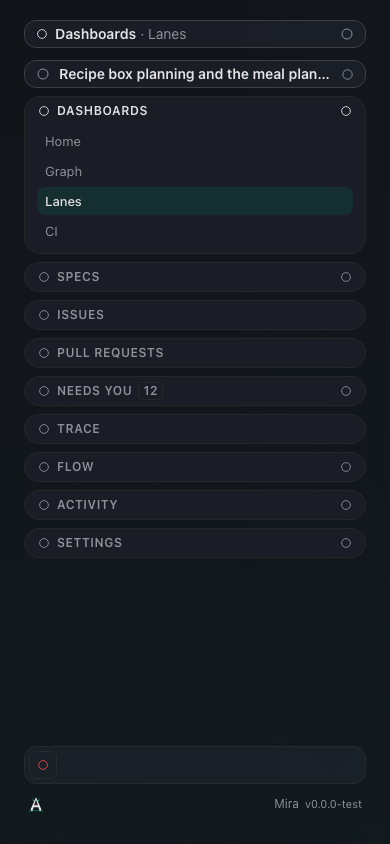 Dashboards · Lanes
Recipe box planning and the meal plan...
DASHBOARDS
Home
Graph
Lanes
CI
SPECS
ISSUES
PULL REQUESTS
NEEDS YOU 12
TRACE
FLOW
ACTIVITY
SETTINGS
A Mira v0.0.0-test